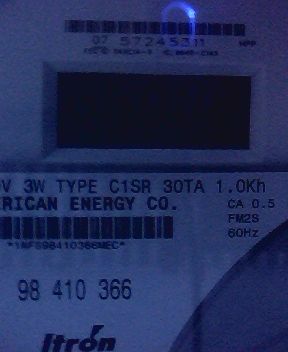 07 57245311
V 3W TYPE C1SR 30TA 1.0Kh
RICAN ENERGY CO.
CA 0.5
FM2S
60Hz
98 410 366
Itron